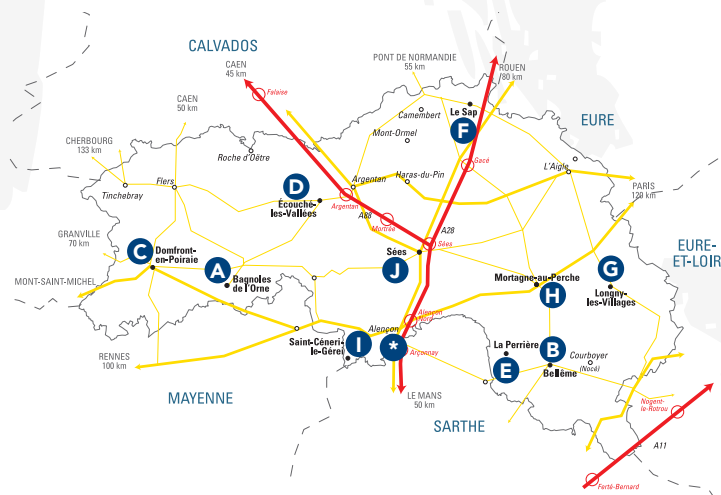 CALVADOS
PONT DE NORMANDIE
55 km
CAEN
45 km
ROUEN
80 km
Falaise
CAEN
50 km
Camembert
Le Sap
F
EURE
Mont-Ormel
CHERBOURG
133 km
Roche d'Oëtre
Gacé
L'Aigle
Tinchebray
Flers
D
Argentan
Haras-du-Pin
PARIS
120 km
Écouché-
les-Vallées
Argentan
A88
Mortrée
A28
Sées
GRANVILLE
70 km
C
Domfront-
en-Poiraie
A
Bagnoles
de l'Orne
Sées
J
EURE-
ET-LOIR
G
Longny-
les-Villages
Mortagne-au-Perche
H
MONT-SAINT-MICHEL
Alençon
Nord
Alençon
Saint-Céneri-
le-Gérei
I
*
Arçonnay
La Perrière
E
B
Bellême
Courboyer
(Nocé)
RENNES
100 km
MAYENNE
LE MANS
50 km
SARTHE
Nogent-
le-Rotrou
A11
Ferté-Bernard